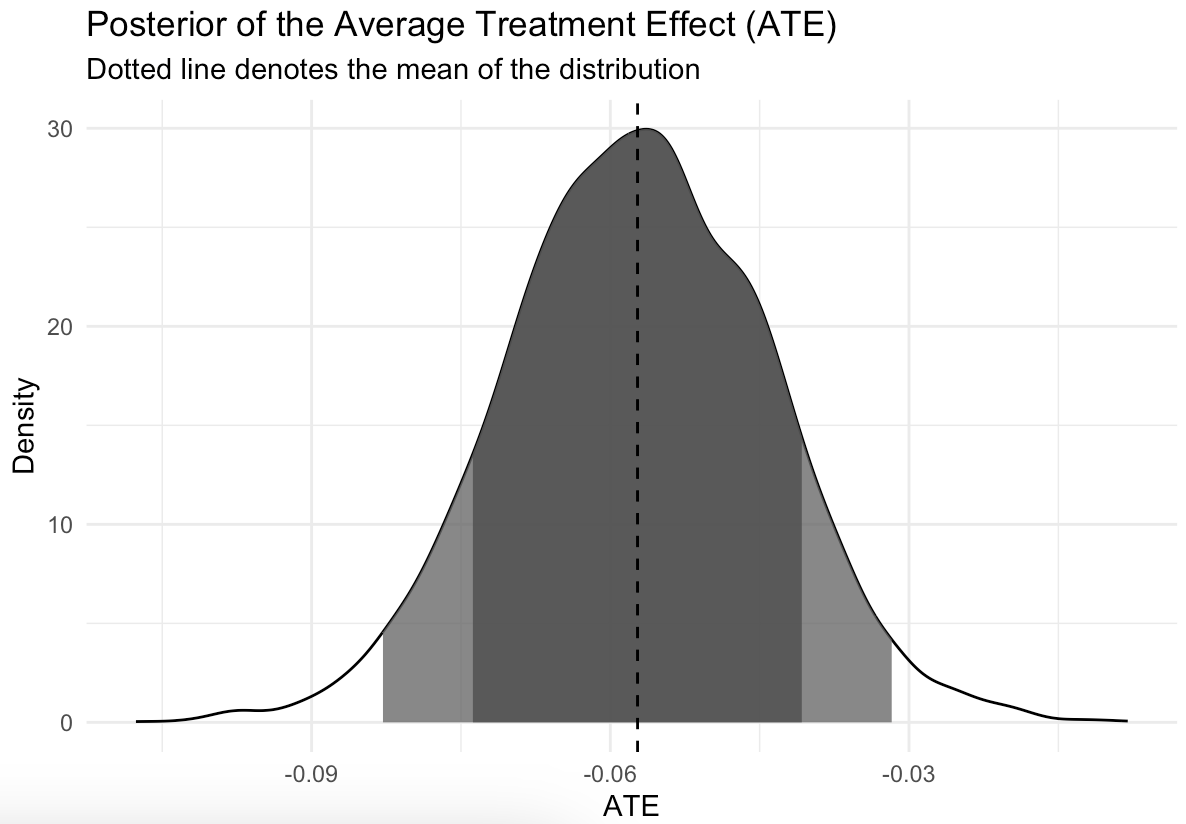 Posterior of the Average Treatment Effect (ATE)
Dotted line denotes the mean of the distribution
30
20
10
0
Density
-0.09
-0.06
-0.03
ATE